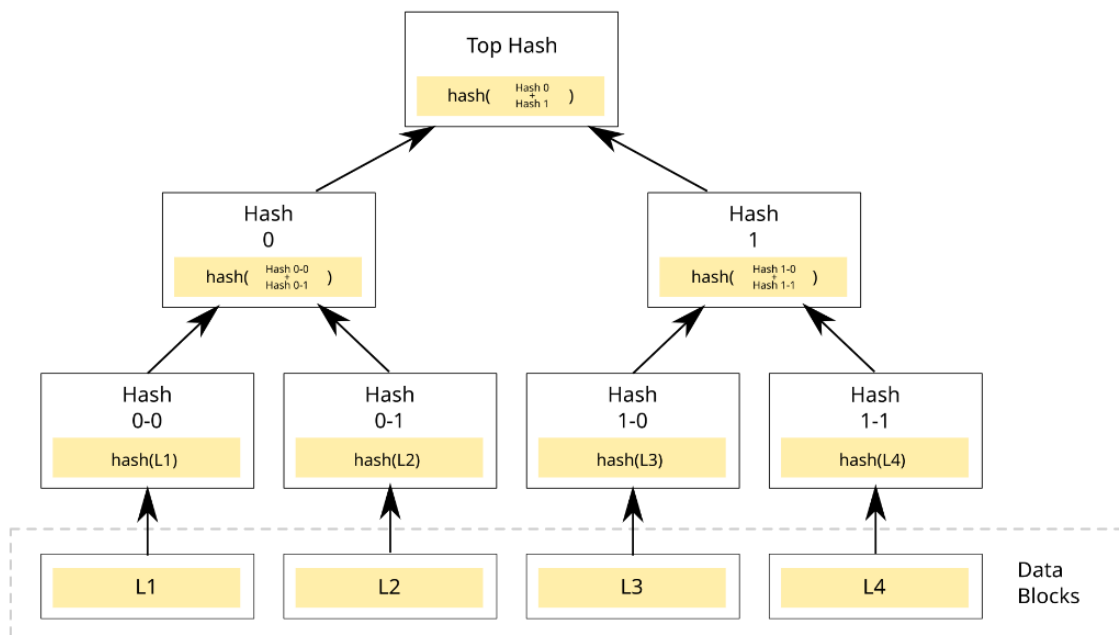 Top Hash
hash( Hash 0 + Hash 1 )
Hash
0
hash( Hash 0-0 + Hash 0-1 )
Hash
1
hash( Hash 1-0 + Hash 1-1 )
Hash
0-0
hash(L1)
Hash
0-1
hash(L2)
Hash
1-0
hash(L3)
Hash
1-1
hash(L4)
L1
L2
L3
L4
Data
Blocks